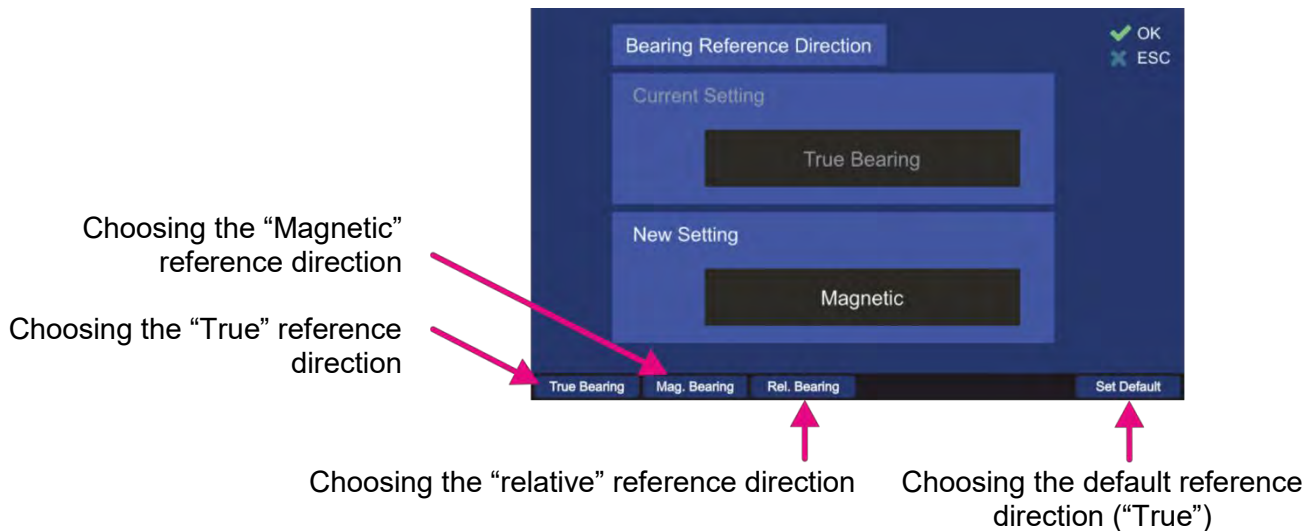 Bearing Reference Direction
OK
ESC
Current Setting
True Bearing
New Setting
Magnetic
Choosing the “Magnetic”
reference direction
Choosing the “True” reference
direction
True Bearing
Mag. Bearing
Rel. Bearing
Set Default
Choosing the “relative” reference direction
Choosing the default reference
direction (“True”)